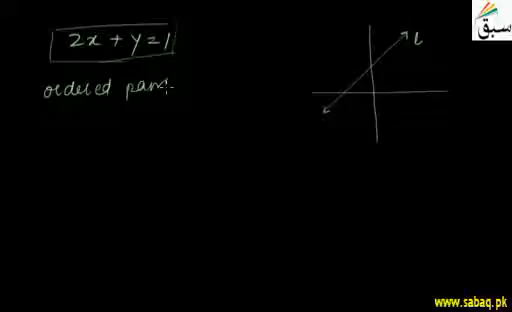 2x + y = 1
ordered pairs
l
سبق
www.sabaq.pk